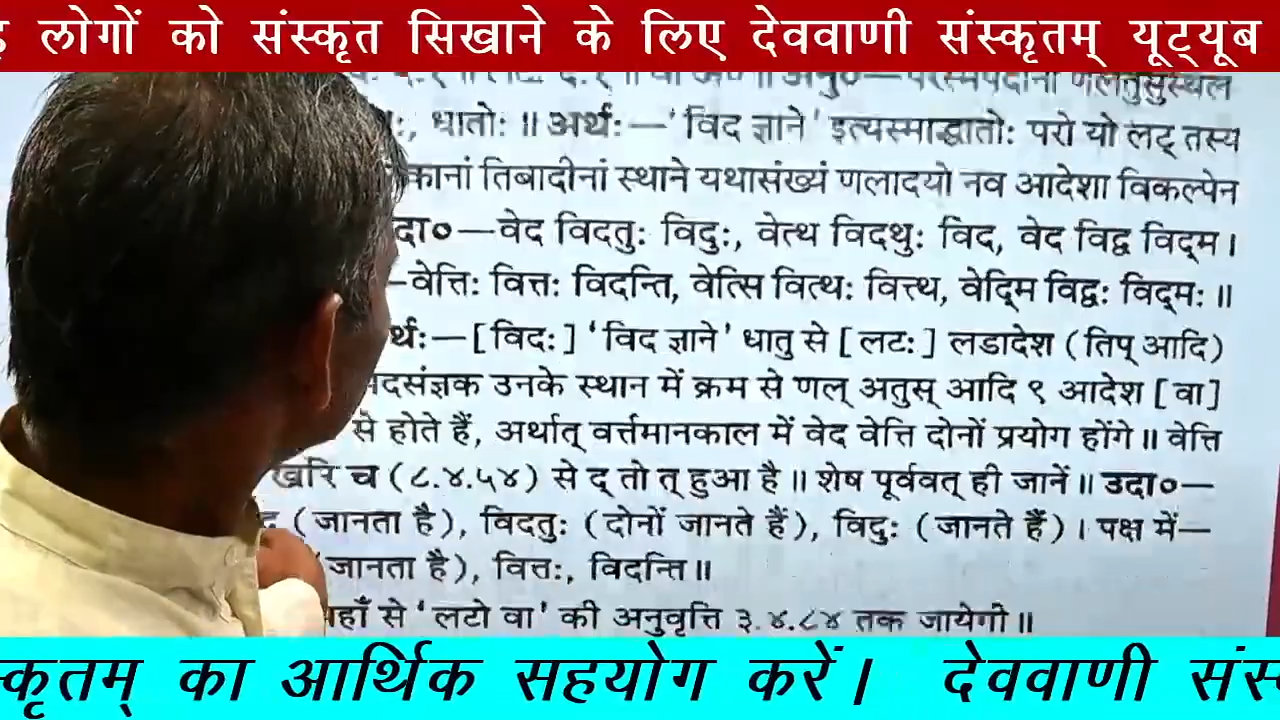 लोगों को संस्कृत सिखाने के लिए देववाणी संस्कृतम् यूट्यूब
धातोः ॥ अर्थः—'विद ज्ञाने' इत्यस्माद्धातोः परो यो लट् तस्य
तिबादीनां स्थाने यथासंख्यं णलादयो नव आदेशा विकल्पेन
—वेद विदतुः विदुः, वेत्थ विदथुः विद, वेद विद्व विद्म।
—वेत्तिः वित्तः विदन्ति, वेत्सि वित्थः वित्त्थ, वेद्मि विद्वः विद्मः ॥
र्थः—[विदः] 'विद ज्ञाने' धातु से [लटः] लडादेश (तिप् आदि)
उनके स्थान में क्रम से णल् अतुस् आदि ९ आदेश [वा]
से होते हैं, अर्थात् वर्त्तमानकाल में वेद वेत्ति दोनों प्रयोग होंगे ॥ वेत्ति
खरि च (८.४.५४) से द् तो त् हुआ है ॥ शेष पूर्ववत् ही जानें ॥ उदा०—
(जानता है), विदतुः (दोनों जानते हैं), विदुः (जानते हैं)। पक्ष में—
जानता है), वित्तः, विदन्ति ॥
से 'लटो वा' की अनुवृत्ति ३.४.८४ तक जायेगी ॥
का आर्थिक सहयोग करें। देववाणी